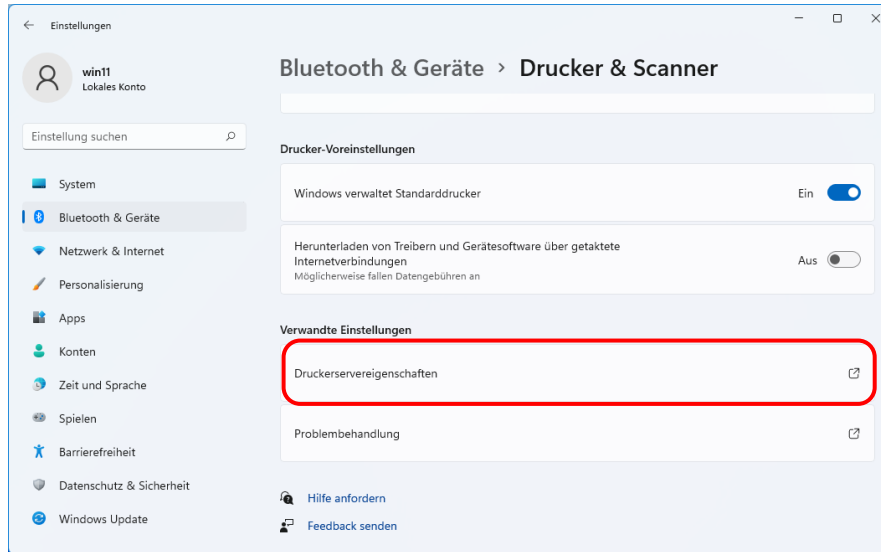 Einstellungen
win11
Lokales Konto
Einstellung suchen
System
Bluetooth & Geräte
Netzwerk & Internet
Personalisierung
Apps
Konten
Zeit und Sprache
Spielen
Barrierefreiheit
Datenschutz & Sicherheit
Windows Update
Bluetooth & Geräte › Drucker & Scanner
Drucker-Voreinstellungen
Windows verwaltet Standarddrucker Ein
Herunterladen von Treibern und Gerätesoftware über getaktete
Internetverbindungen
Möglicherweise fallen Datengebühren an
Aus
Verwandte Einstellungen
Druckerservereigenschaften
Problembehandlung
Hilfe anfordern
Feedback senden